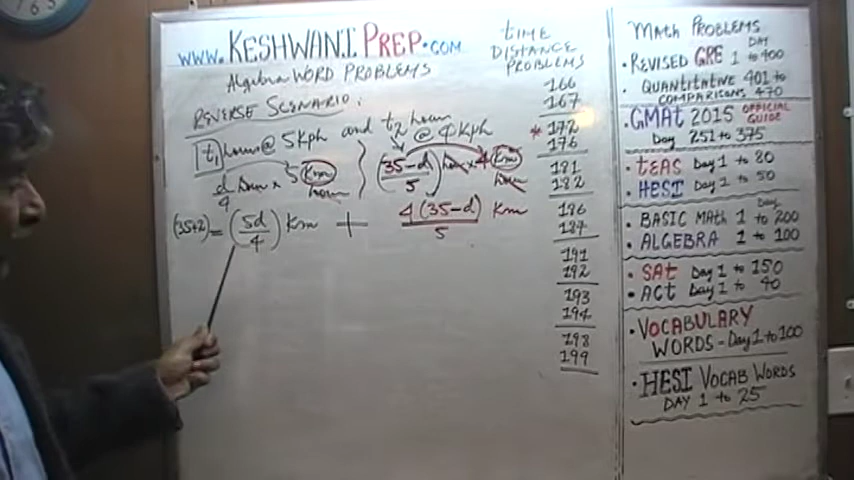 www.KESHWANI PREP.COM
Algebra WORD PROBLEMS
REVERSE SCENARIO:
t1 hours @ 5 Kph and t2 hours @ 4 Kph
d/4 hours × 5 Km/hour } (35-d/5) hours × 4 Km/hour
(35+2) = (5d/4) Km + 4(35-d)/5 Km
TIME
DISTANCE
PROBLEMS
166
167
* 172
176
181
182
186
187
191
192
193
194
198
199
MATH PROBLEMS
DAY
• REVISED GRE 1 to 400
• QUANTITATIVE 401 to
COMPARISONS 470
• GMAT 2015 OFFICIAL GUIDE
Day 251 to 375
• TEAS Day 1 to 80
• HESI Day 1 to 50
Day
• BASIC MATH 1 to 200
• ALGEBRA 1 to 100
• SAT Day 1 to 150
• ACT Day 1 to 40
• VOCABULARY
WORDS - Day 1 to 100
• HESI VOCAB WORDS
DAY 1 to 25